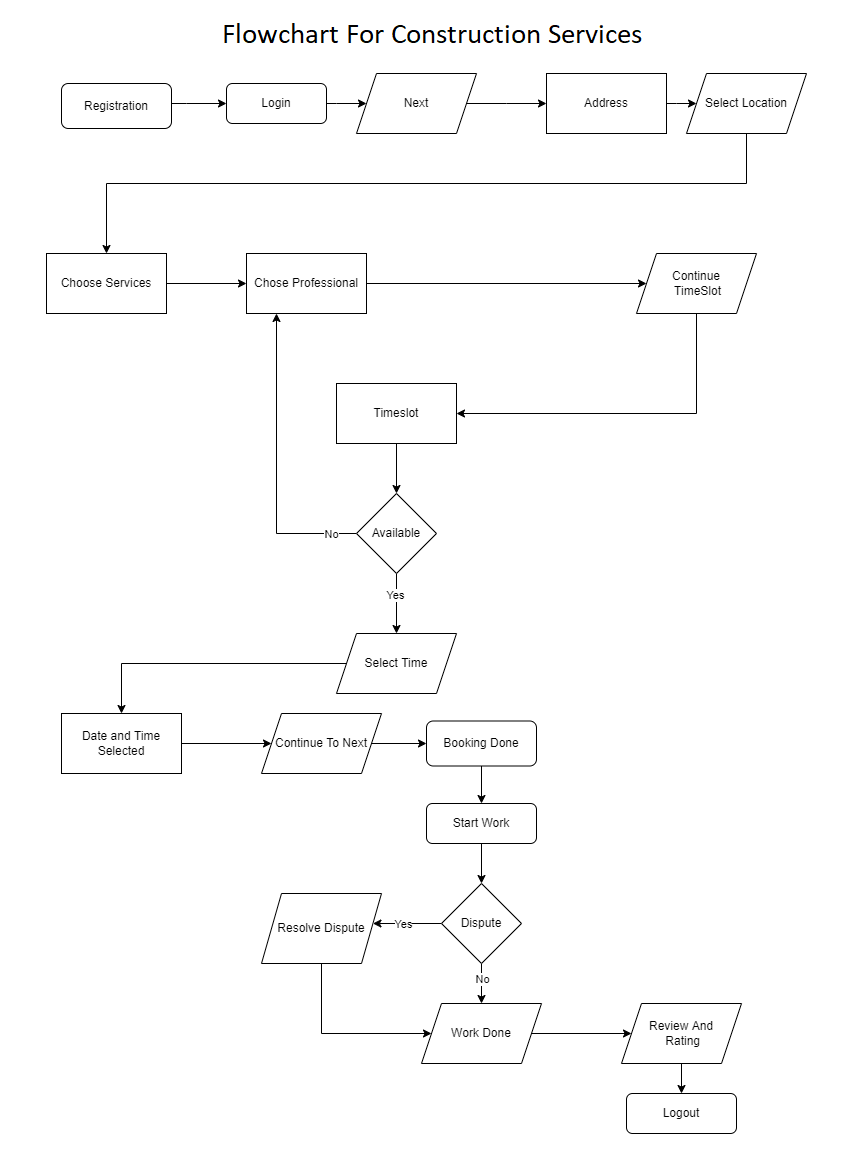 Flowchart For Construction Services
Registration
Login
Next
Address
Select Location
Choose Services
Chose Professional
Continue
TimeSlot
Timeslot
Available
No
Yes
Select Time
Date and Time
Selected
Continue To Next
Booking Done
Start Work
Dispute
Yes
Resolve Dispute
No
Work Done
Review And
Rating
Logout